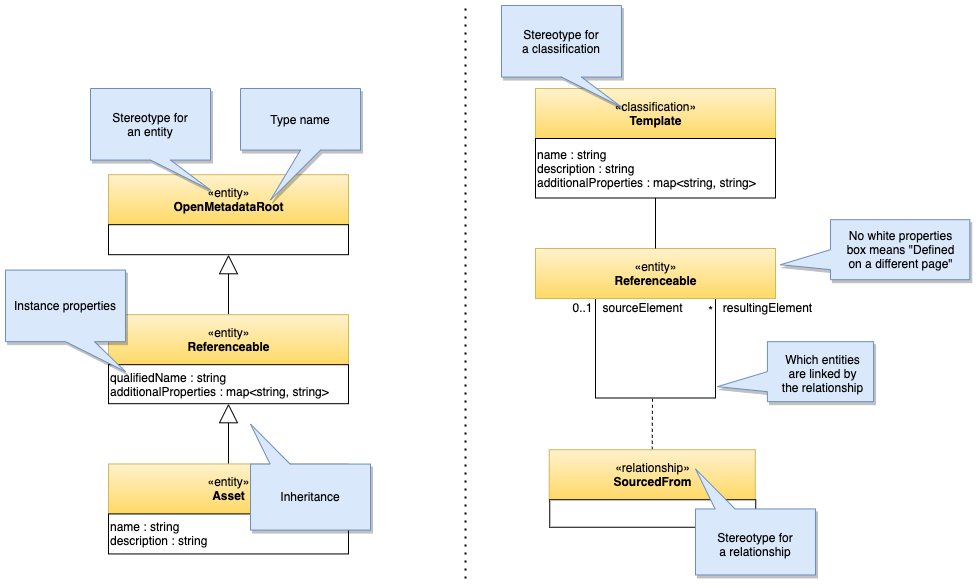 Stereotype for
an entity
Type name
«entity»
OpenMetadataRoot
Instance properties
«entity»
Referenceable
qualifiedName : string
additionalProperties : map<string, string>
«entity»
Asset
Inheritance
name : string
description : string
Stereotype for
a classification
«classification»
Template
name : string
description : string
additionalProperties : map<string, string>
«entity»
Referenceable
No white properties
box means "Defined
on a different page"
0..1 sourceElement * resultingElement
Which entities
are linked by
the relationship
«relationship»
SourcedFrom
Stereotype for
a relationship